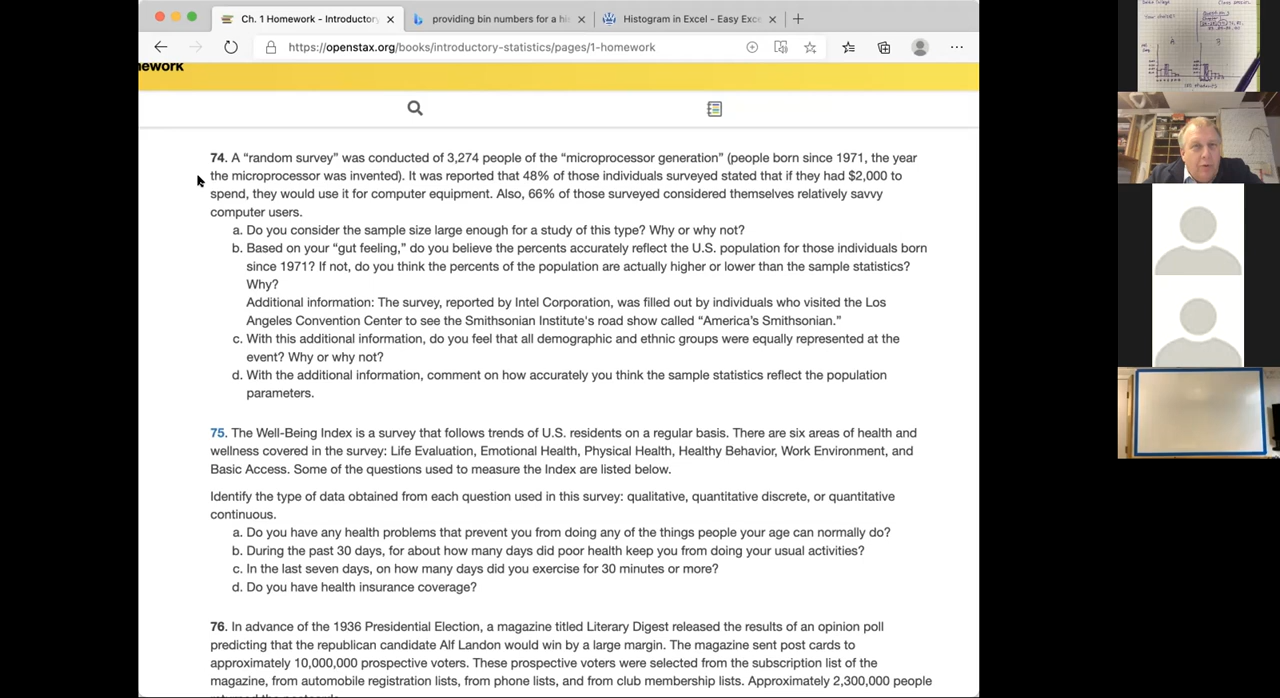 Ch. 1 Homework - Introductory
providing bin numbers for a his
Histogram in Excel - Easy Exc
https://openstax.org/books/introductory-statistics/pages/1-homework
ework
74. A “random survey” was conducted of 3,274 people of the “microprocessor generation” (people born since 1971, the year
the microprocessor was invented). It was reported that 48% of those individuals surveyed stated that if they had $2,000 to
spend, they would use it for computer equipment. Also, 66% of those surveyed considered themselves relatively savvy
computer users.
a. Do you consider the sample size large enough for a study of this type? Why or why not?
b. Based on your “gut feeling,” do you believe the percents accurately reflect the U.S. population for those individuals born
since 1971? If not, do you think the percents of the population are actually higher or lower than the sample statistics?
Why?
Additional information: The survey, reported by Intel Corporation, was filled out by individuals who visited the Los
Angeles Convention Center to see the Smithsonian Institute's road show called “America’s Smithsonian.”
c. With this additional information, do you feel that all demographic and ethnic groups were equally represented at the
event? Why or why not?
d. With the additional information, comment on how accurately you think the sample statistics reflect the population
parameters.
75. The Well-Being Index is a survey that follows trends of U.S. residents on a regular basis. There are six areas of health and
wellness covered in the survey: Life Evaluation, Emotional Health, Physical Health, Healthy Behavior, Work Environment, and
Basic Access. Some of the questions used to measure the Index are listed below.
Identify the type of data obtained from each question used in this survey: qualitative, quantitative discrete, or quantitative
continuous.
a. Do you have any health problems that prevent you from doing any of the things people your age can normally do?
b. During the past 30 days, for about how many days did poor health keep you from doing your usual activities?
c. In the last seven days, on how many days did you exercise for 30 minutes or more?
d. Do you have health insurance coverage?
76. In advance of the 1936 Presidential Election, a magazine titled Literary Digest released the results of an opinion poll
predicting that the republican candidate Alf Landon would win by a large margin. The magazine sent post cards to
approximately 10,000,000 prospective voters. These prospective voters were selected from the subscription list of the
magazine, from automobile registration lists, from phone lists, and from club membership lists. Approximately 2,300,000 people